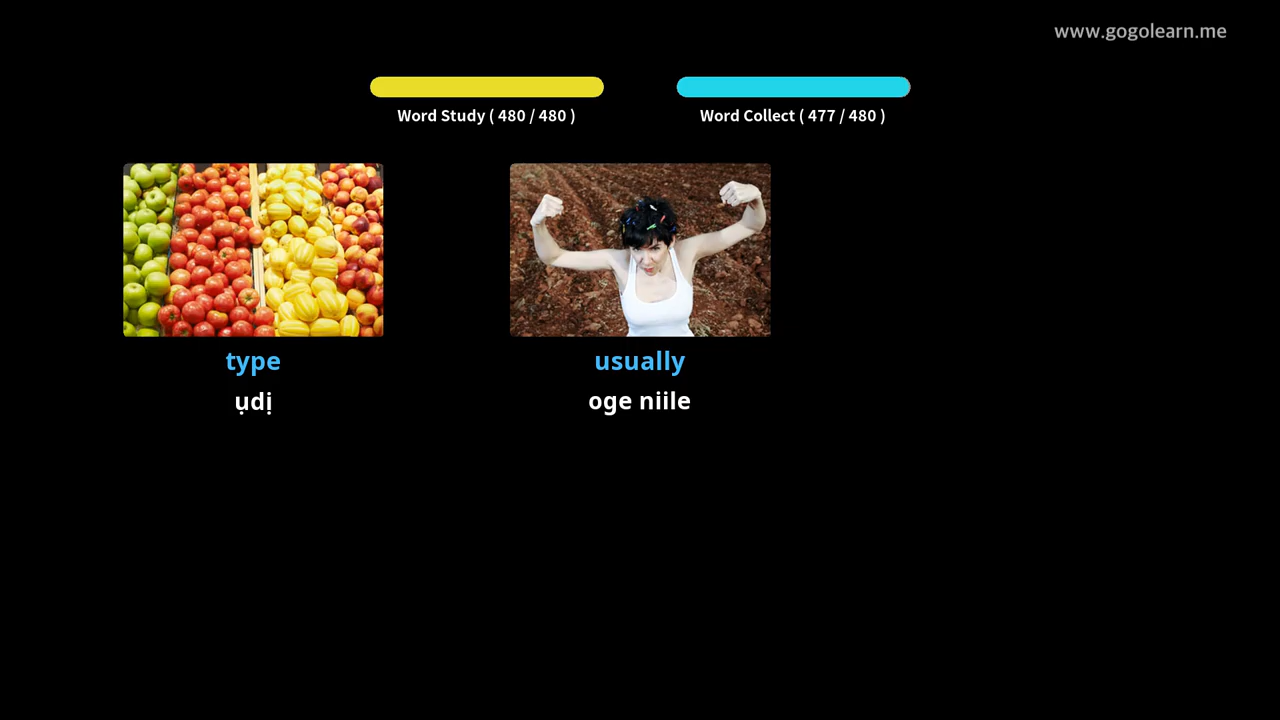 www.gogolearn.me
Word Study ( 480 / 480 )
Word Collect ( 477 / 480 )
type
usually
ụdị
oge niile